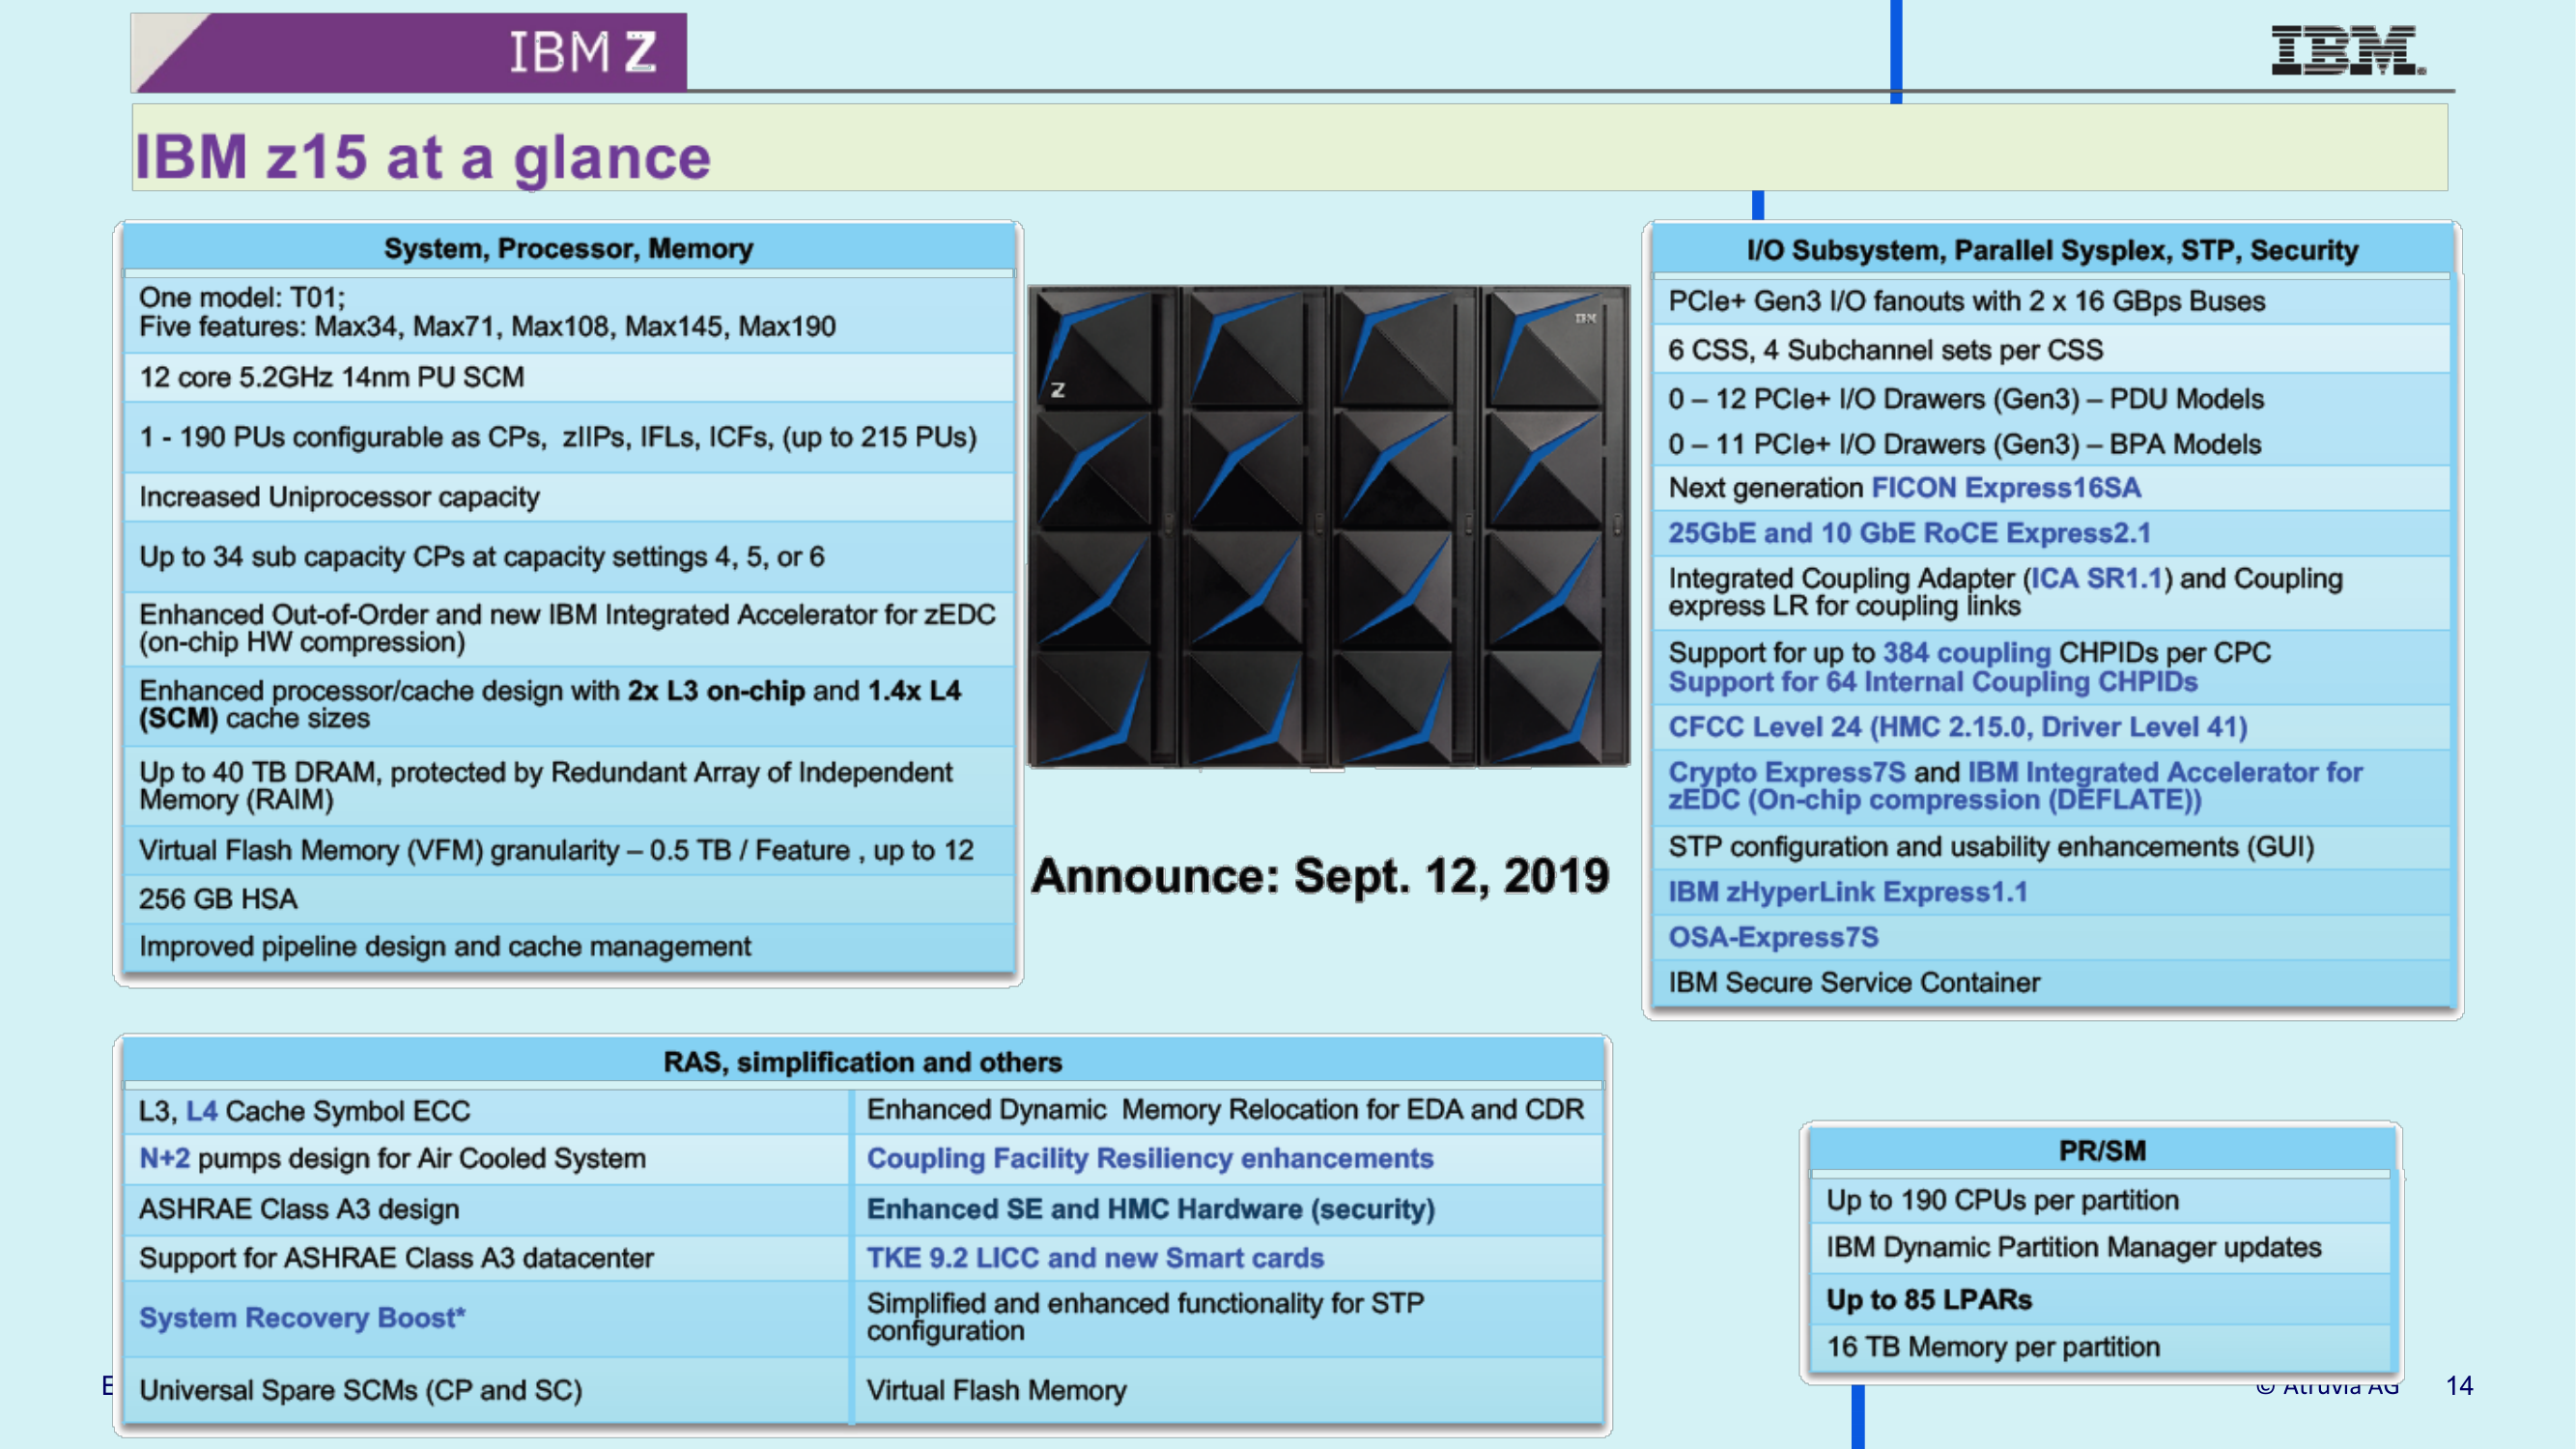 IBM Z
IBM
IBM z15 at a glance
System, Processor, Memory
One model: T01;
Five features: Max34, Max71, Max108, Max145, Max190
12 core 5.2GHz 14nm PU SCM
1 - 190 PUs configurable as CPs, zIIPs, IFLs, ICFs, (up to 215 PUs)
Increased Uniprocessor capacity
Up to 34 sub capacity CPs at capacity settings 4, 5, or 6
Enhanced Out-of-Order and new IBM Integrated Accelerator for zEDC
(on-chip HW compression)
Enhanced processor/cache design with 2x L3 on-chip and 1.4x L4
(SCM) cache sizes
Up to 40 TB DRAM, protected by Redundant Array of Independent
Memory (RAIM)
Virtual Flash Memory (VFM) granularity – 0.5 TB / Feature , up to 12
256 GB HSA
Improved pipeline design and cache management
Z
IBM
Announce: Sept. 12, 2019
I/O Subsystem, Parallel Sysplex, STP, Security
PCIe+ Gen3 I/O fanouts with 2 x 16 GBps Buses
6 CSS, 4 Subchannel sets per CSS
0 – 12 PCIe+ I/O Drawers (Gen3) – PDU Models
0 – 11 PCIe+ I/O Drawers (Gen3) – BPA Models
Next generation FICON Express16SA
25GbE and 10 GbE RoCE Express2.1
Integrated Coupling Adapter (ICA SR1.1) and Coupling
express LR for coupling links
Support for up to 384 coupling CHPIDs per CPC
Support for 64 Internal Coupling CHPIDs
CFCC Level 24 (HMC 2.15.0, Driver Level 41)
Crypto Express7S and IBM Integrated Accelerator for
zEDC (On-chip compression (DEFLATE))
STP configuration and usability enhancements (GUI)
IBM zHyperLink Express1.1
OSA-Express7S
IBM Secure Service Container
RAS, simplification and others
L3, L4 Cache Symbol ECC
N+2 pumps design for Air Cooled System
ASHRAE Class A3 design
Support for ASHRAE Class A3 datacenter
System Recovery Boost*
Universal Spare SCMs (CP and SC)
Enhanced Dynamic  Memory Relocation for EDA and CDR
Coupling Facility Resiliency enhancements
Enhanced SE and HMC Hardware (security)
TKE 9.2 LICC and new Smart cards
Simplified and enhanced functionality for STP
configuration
Virtual Flash Memory
PR/SM
Up to 190 CPUs per partition
IBM Dynamic Partition Manager updates
Up to 85 LPARs
16 TB Memory per partition
© Atruvia AG
14